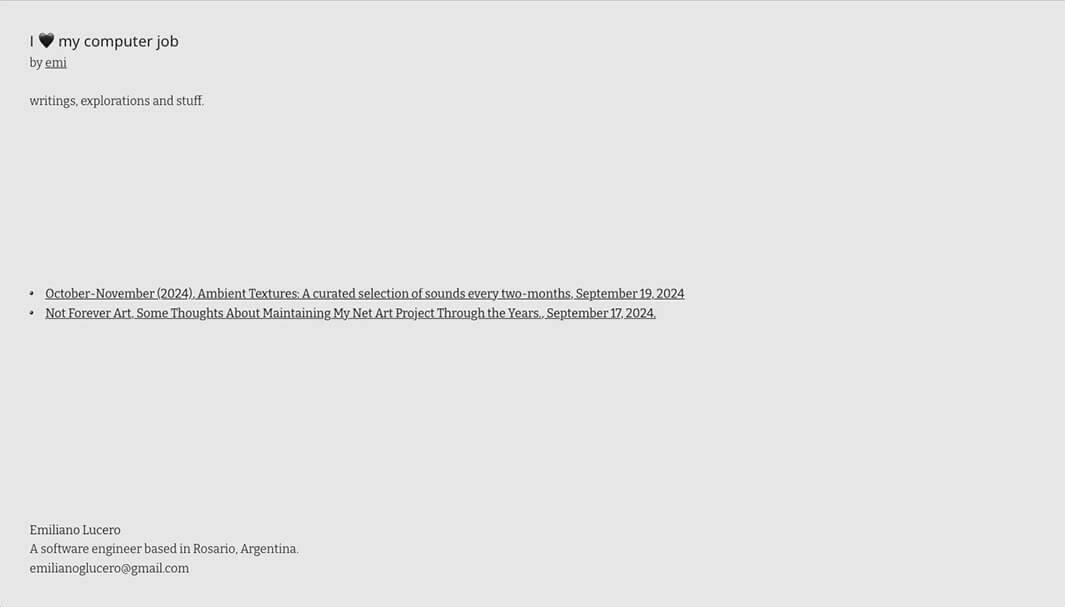 I 🖤 my computer job
by emi
writings, explorations and stuff.
October-November (2024), Ambient Textures: A curated selection of sounds every two-months, September 19, 2024
Not Forever Art, Some Thoughts About Maintaining My Net Art Project Through the Years., September 17, 2024.
Emiliano Lucero
A software engineer based in Rosario, Argentina.
emilianoglucero@gmail.com